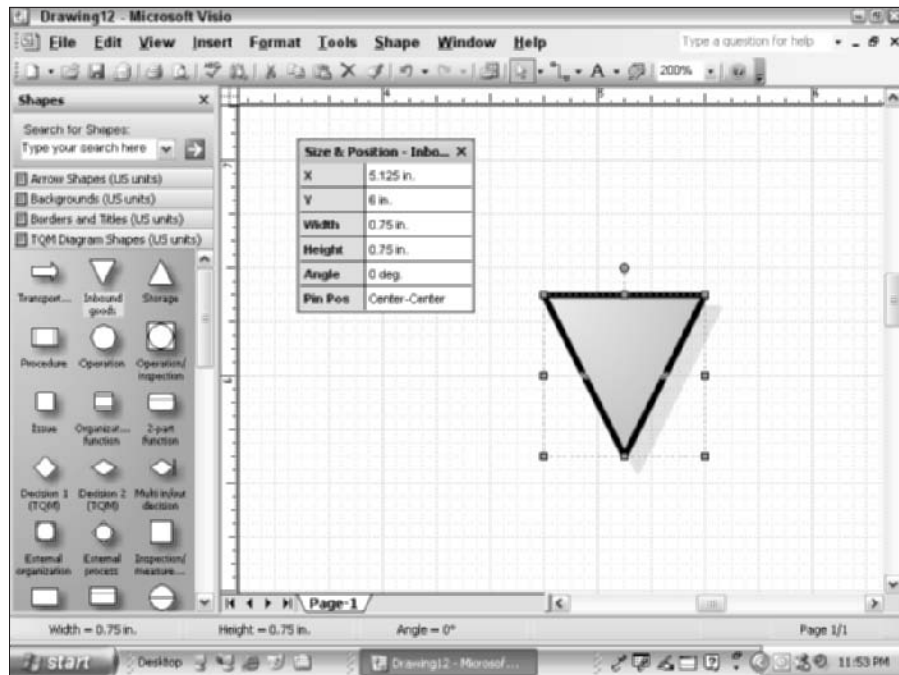 Drawing12 - Microsoft Visio
File Edit View Insert Format Tools Shape Window Help Type a question for help
200%
Shapes
Search for Shapes:
Type your search here
Arrow Shapes (US units)
Backgrounds (US units)
Borders and Titles (US units)
TQM Diagram Shapes (US units)
Transport... Inbound goods Storage
Procedure Operation Operation/ inspection
Issue Organizat... function 2-part function
Decision 1 (TQM) Decision 2 (TQM) Multi in/out decision
External organization External process Inspection/ measure...
Size & Position - Inbo...
X 5.125 in.
Y 6 in.
Width 0.75 in.
Height 0.75 in.
Angle 0 deg.
Pin Pos Center-Center
Page-1
Width = 0.75 in. Height = 0.75 in. Angle = 0° Page 1/1
start Desktop Drawing12 - Microsof... 11:53 PM